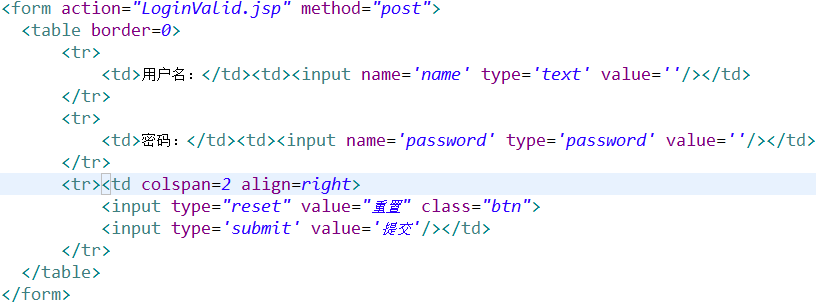 <form action="LoginValid.jsp" method="post">
<table border=0>
<tr>
<td>用户名：</td><td><input name='name' type='text' value=''/></td>
</tr>
<tr>
<td>密码：</td><td><input name='password' type='password' value=''/></td>
</tr>
<tr><td colspan=2 align=right>
<input type="reset" value="重置" class="btn">
<input type='submit' value='提交'/></td>
</tr>
</table>
</form>